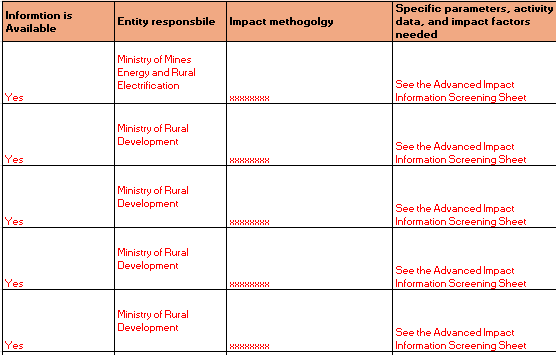 Informtion is
Available
Entity responsbile
Impact methogolgy
Specific parameters, activity
data, and impact factors
needed
Yes
Ministry of Mines
Energy and Rural
Electrification
xxxxxxxx
See the Advanced Impact
Information Screening Sheet
Yes
Ministry of Rural
Development
xxxxxxxx
See the Advanced Impact
Information Screening Sheet
Yes
Ministry of Rural
Development
xxxxxxxx
See the Advanced Impact
Information Screening Sheet
Yes
Ministry of Rural
Development
xxxxxxxx
See the Advanced Impact
Information Screening Sheet
Yes
Ministry of Rural
Development
xxxxxxxx
See the Advanced Impact
Information Screening Sheet